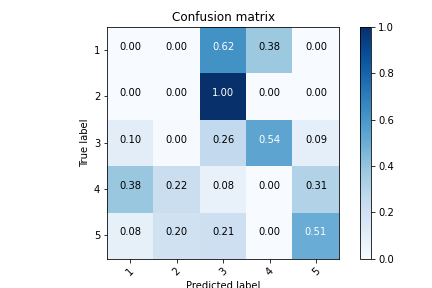 Confusion matrix
1 0.00 0.00 0.62 0.38 0.00
2 0.00 0.00 1.00 0.00 0.00
3 0.10 0.00 0.26 0.54 0.09
4 0.38 0.22 0.08 0.00 0.31
5 0.08 0.20 0.21 0.00 0.51
1 2 3 4 5
True label
Predicted label
1.0
0.8
0.6
0.4
0.2
0.0